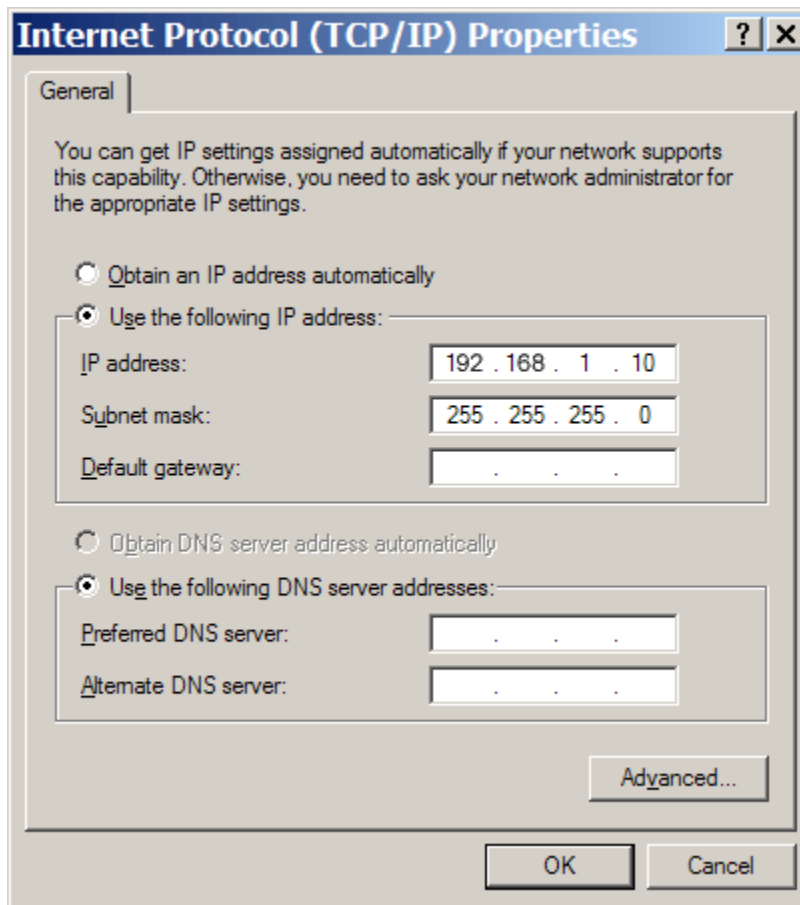 Internet Protocol (TCP/IP) Properties ? X
General
You can get IP settings assigned automatically if your network supports
this capability. Otherwise, you need to ask your network administrator for
the appropriate IP settings.
Obtain an IP address automatically
Use the following IP address:
IP address: 192 . 168 . 1 . 10
Subnet mask: 255 . 255 . 255 . 0
Default gateway: . . .
Obtain DNS server address automatically
Use the following DNS server addresses:
Preferred DNS server: . . .
Alternate DNS server: . . .
Advanced...
OK Cancel